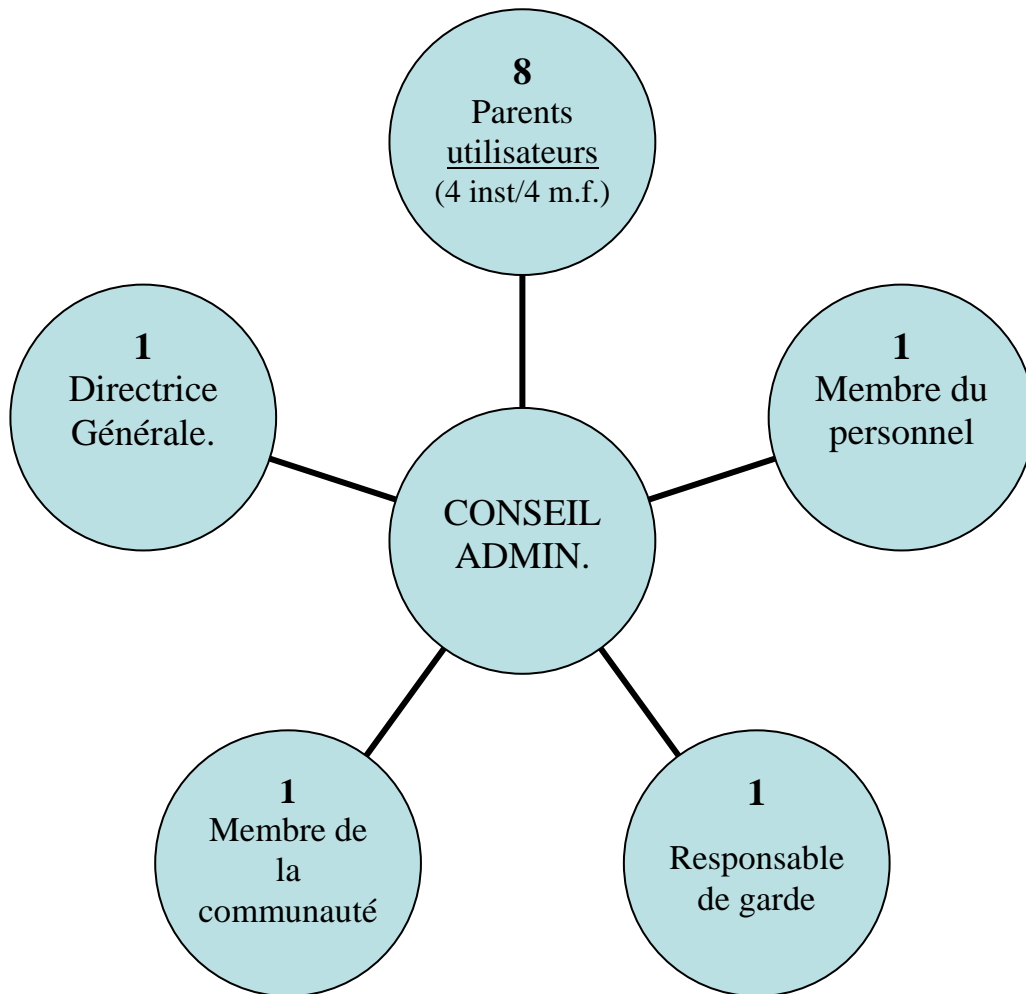 8
Parents
utilisateurs
(4 inst/4 m.f.)
1
Directrice
Générale.
1
Membre du
personnel
CONSEIL
ADMIN.
1
Membre de
la
communauté
1
Responsable
de garde